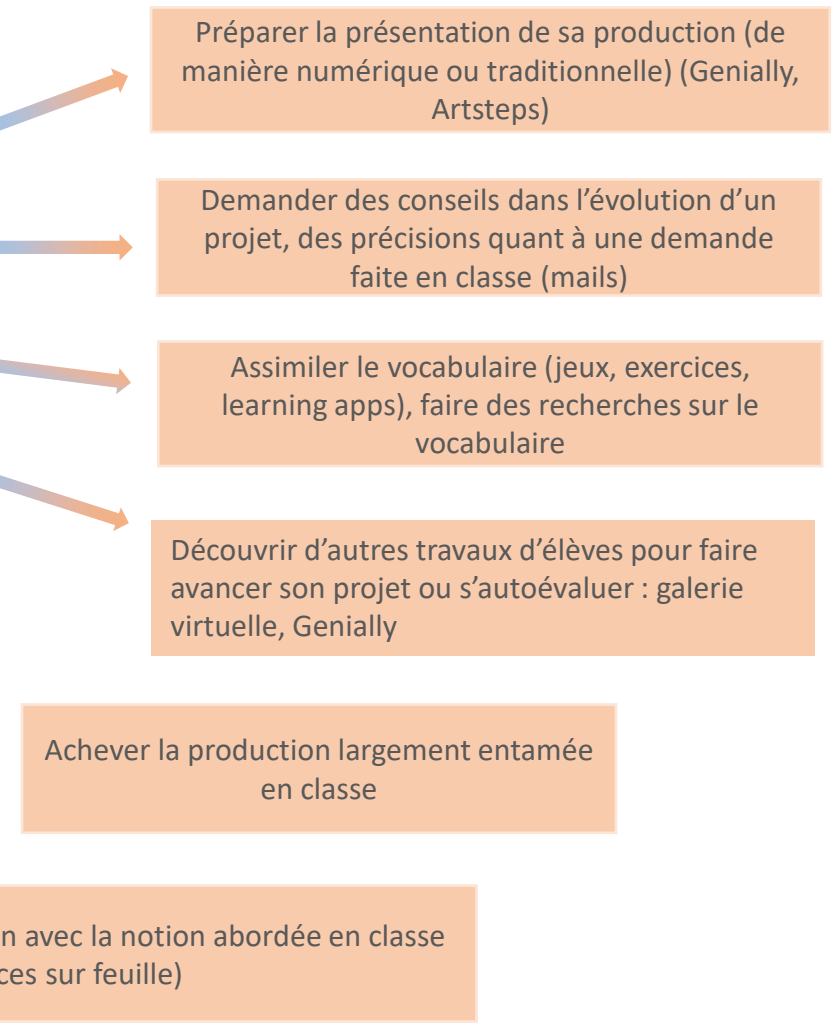 Préparer la présentation de sa production (de
manière numérique ou traditionnelle) (Genially,
Artsteps)
Demander des conseils dans l’évolution d’un
projet, des précisions quant à une demande
faite en classe (mails)
Assimiler le vocabulaire (jeux, exercices,
learning apps), faire des recherches sur le
vocabulaire
Découvrir d’autres travaux d’élèves pour faire
avancer son projet ou s’autoévaluer : galerie
virtuelle, Genially
Achever la production largement entamée
en classe
avec la notion abordée en classe
sur feuille)